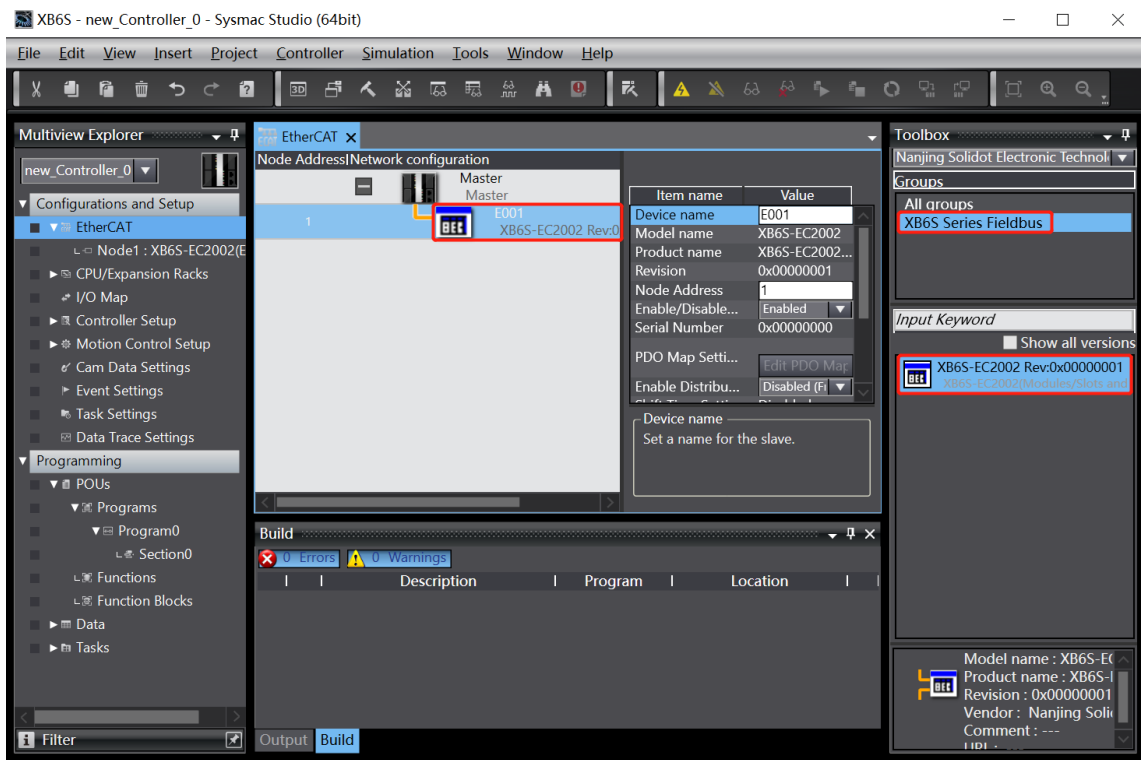 XB6S - new_Controller_0 - Sysmac Studio (64bit)
File Edit View Insert Project Controller Simulation Tools Window Help
3D
Multiview Explorer
new_Controller_0
Configurations and Setup
EtherCAT
Node1 : XB6S-EC2002(E
CPU/Expansion Racks
I/O Map
Controller Setup
Motion Control Setup
Cam Data Settings
Event Settings
Task Settings
Data Trace Settings
Programming
POUs
Programs
Program0
Section0
Functions
Function Blocks
Data
Tasks
Filter
EtherCAT
Node Address|Network configuration
Master
Master
1
E001
XB6S-EC2002 Rev:0
Item name Value
Device name E001
Model name XB6S-EC2002
Product name XB6S-EC2002...
Revision 0x00000001
Node Address 1
Enable/Disable... Enabled
Serial Number 0x00000000
PDO Map Setti... Edit PDO Map
Enable Distribu... Disabled (F
Device name
Set a name for the slave.
Build
0 Errors 0 Warnings
Description Program Location
Output Build
Toolbox
Nanjing Solidot Electronic Technol
Groups
All groups
XB6S Series Fieldbus
Input Keyword
Show all versions
XB6S-EC2002 Rev:0x00000001
XB6S-EC2002(Modules/Slots and
Model name : XB6S-E
Product name : XB6S-
Revision : 0x00000001
Vendor : Nanjing Soli
Comment : ---
URL : ---